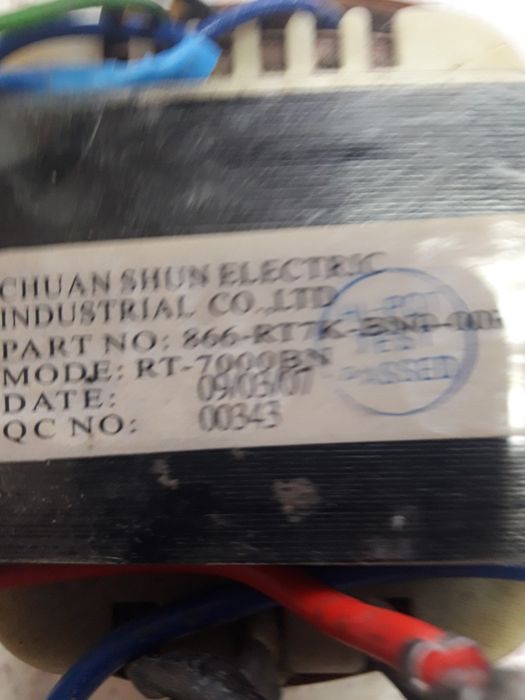 CHUAN SHUN ELECTRIC
INDUSTRIAL CO.,LTD
PART NO: 866-RT7K-
MODE: RT-7000BN
DATE: 09/03/07
QC NO: 00343
PASSED